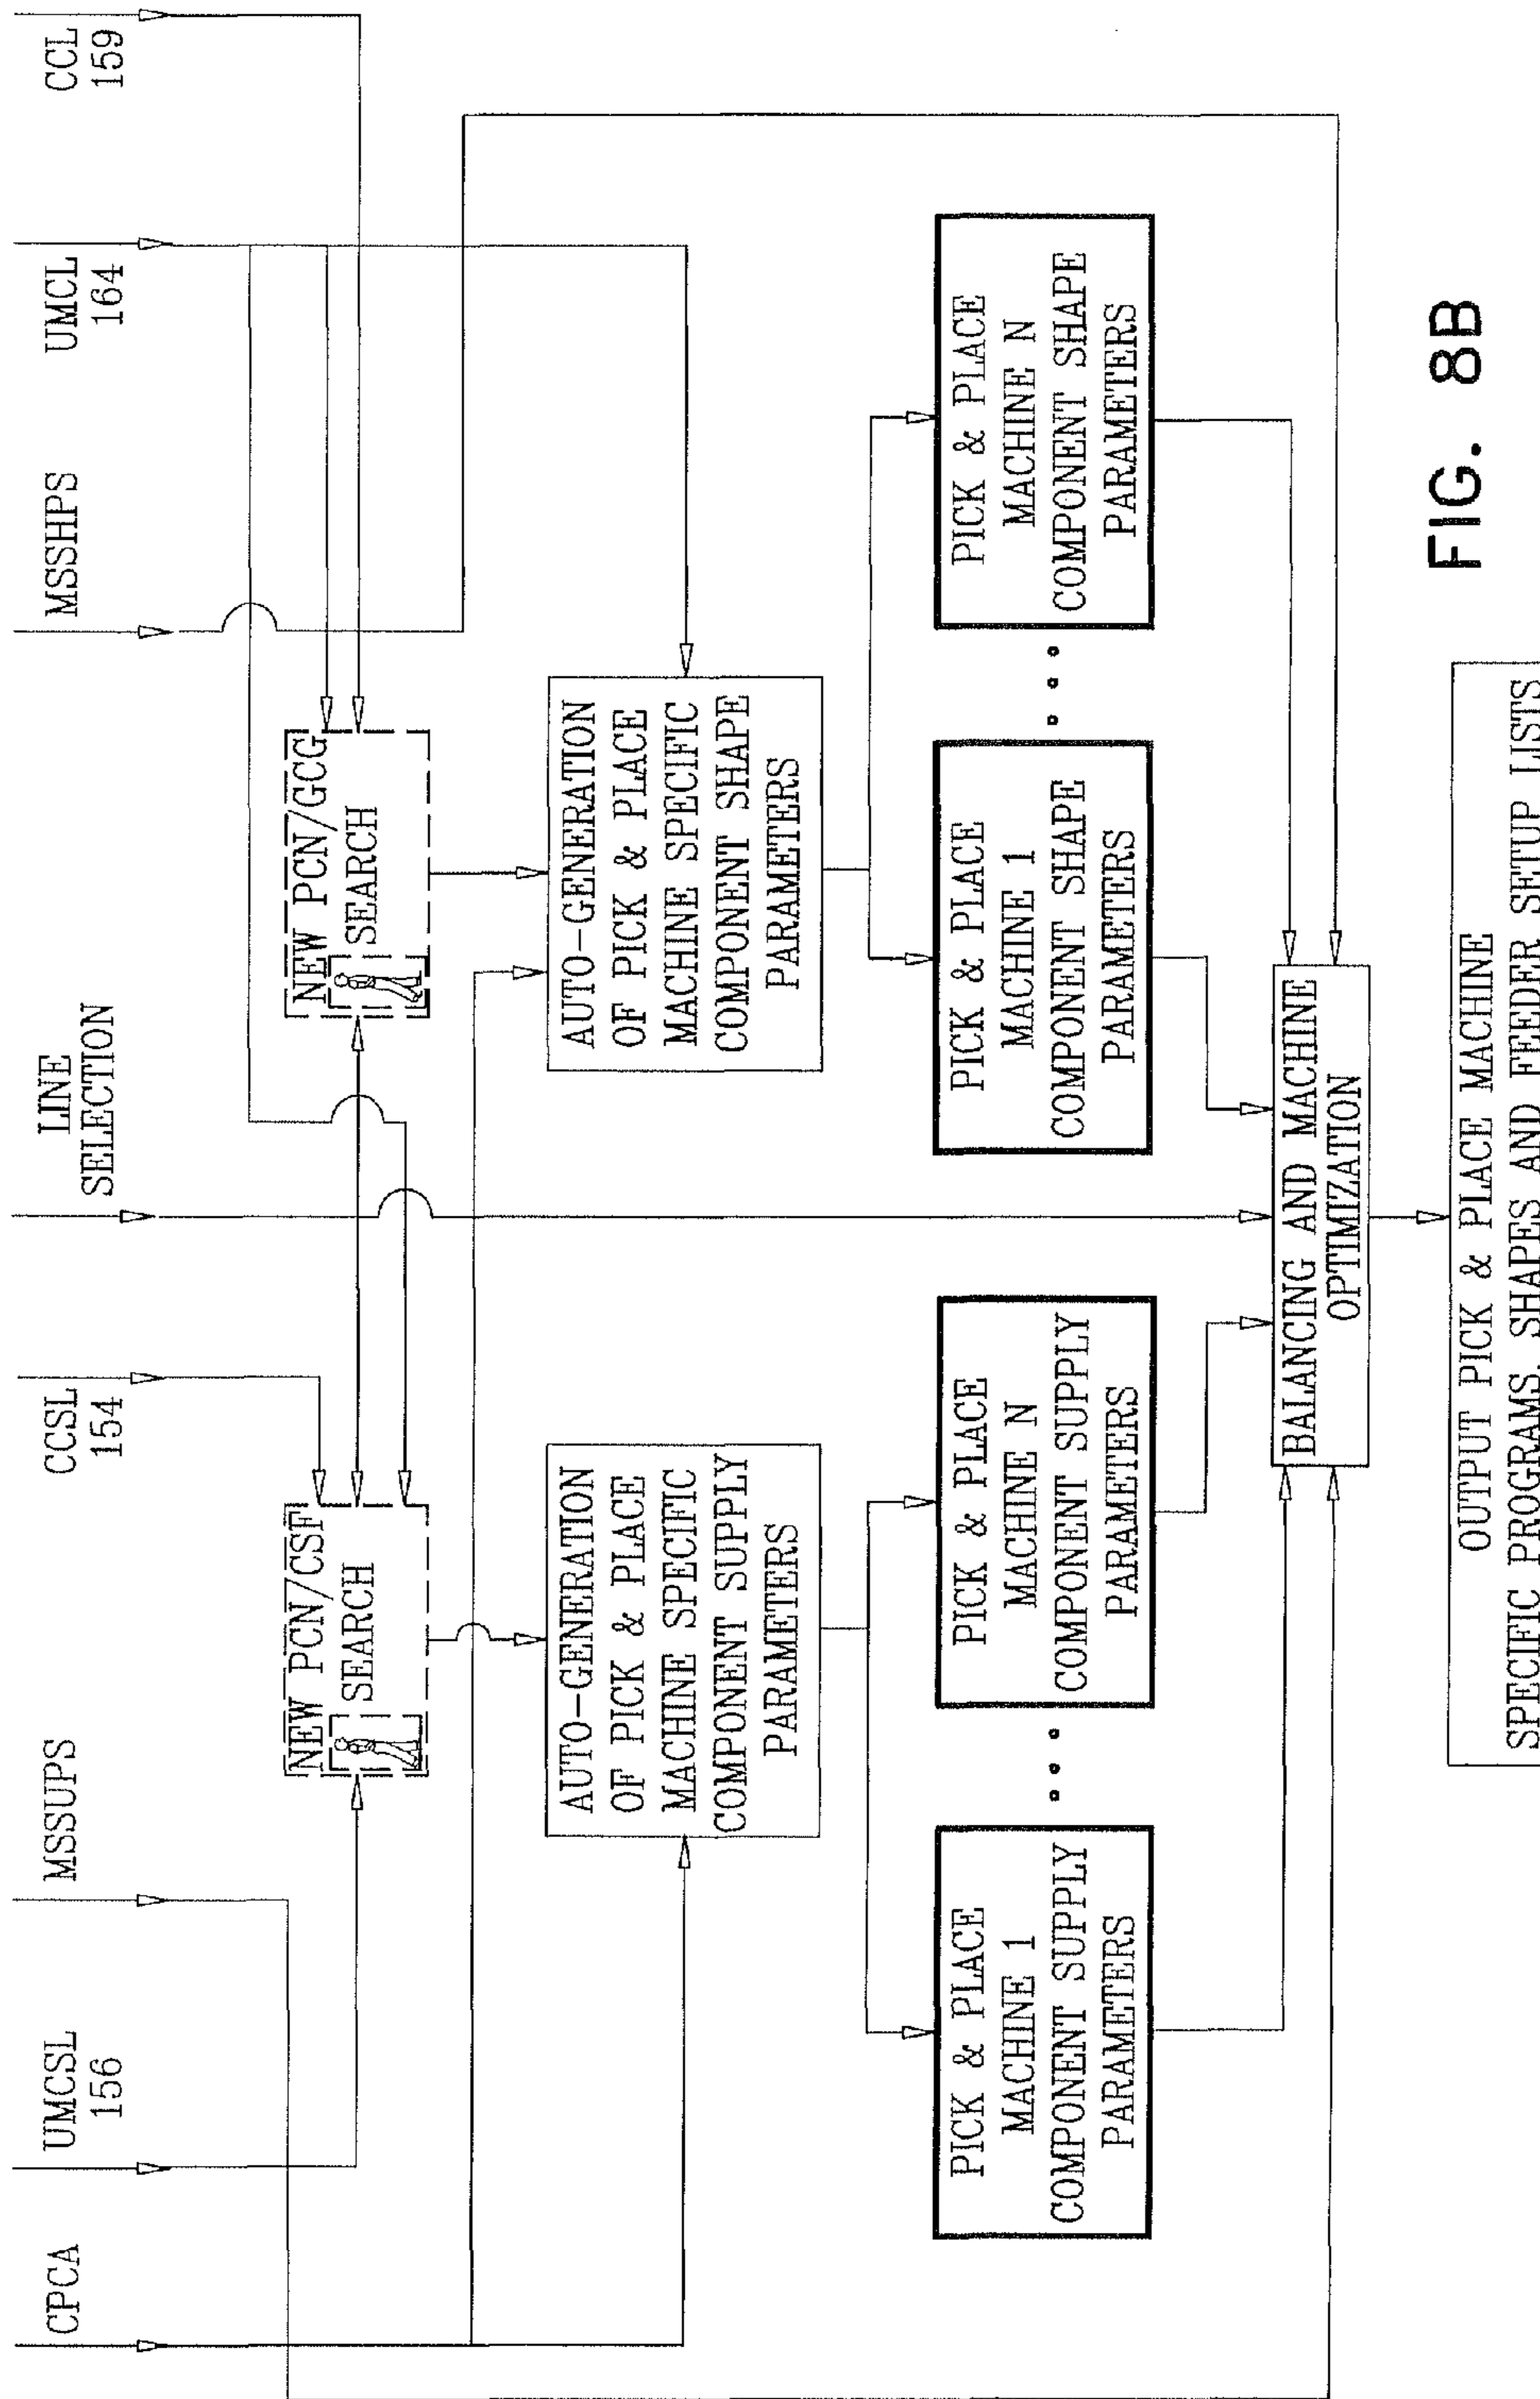 CPCA
UMCSL
156
MSSUPS
CCSL
154
LINE
SELECTION
MSSHPS
UMCL
164
CCL
159
NEW PCN/CSF
SEARCH
NEW PCN/GCG
SEARCH
AUTO-GENERATION
OF PICK & PLACE
MACHINE SPECIFIC
COMPONENT SUPPLY
PARAMETERS
AUTO-GENERATION
OF PICK & PLACE
MACHINE SPECIFIC
COMPONENT SHAPE
PARAMETERS
PICK & PLACE
MACHINE 1
COMPONENT SUPPLY
PARAMETERS
PICK & PLACE
MACHINE N
COMPONENT SUPPLY
PARAMETERS
PICK & PLACE
MACHINE 1
COMPONENT SHAPE
PARAMETERS
PICK & PLACE
MACHINE N
COMPONENT SHAPE
PARAMETERS
BALANCING AND MACHINE
OPTIMIZATION
OUTPUT PICK & PLACE MACHINE
SPECIFIC PROGRAMS, SHAPES AND FEEDER SETUP LISTS
FIG. 8B